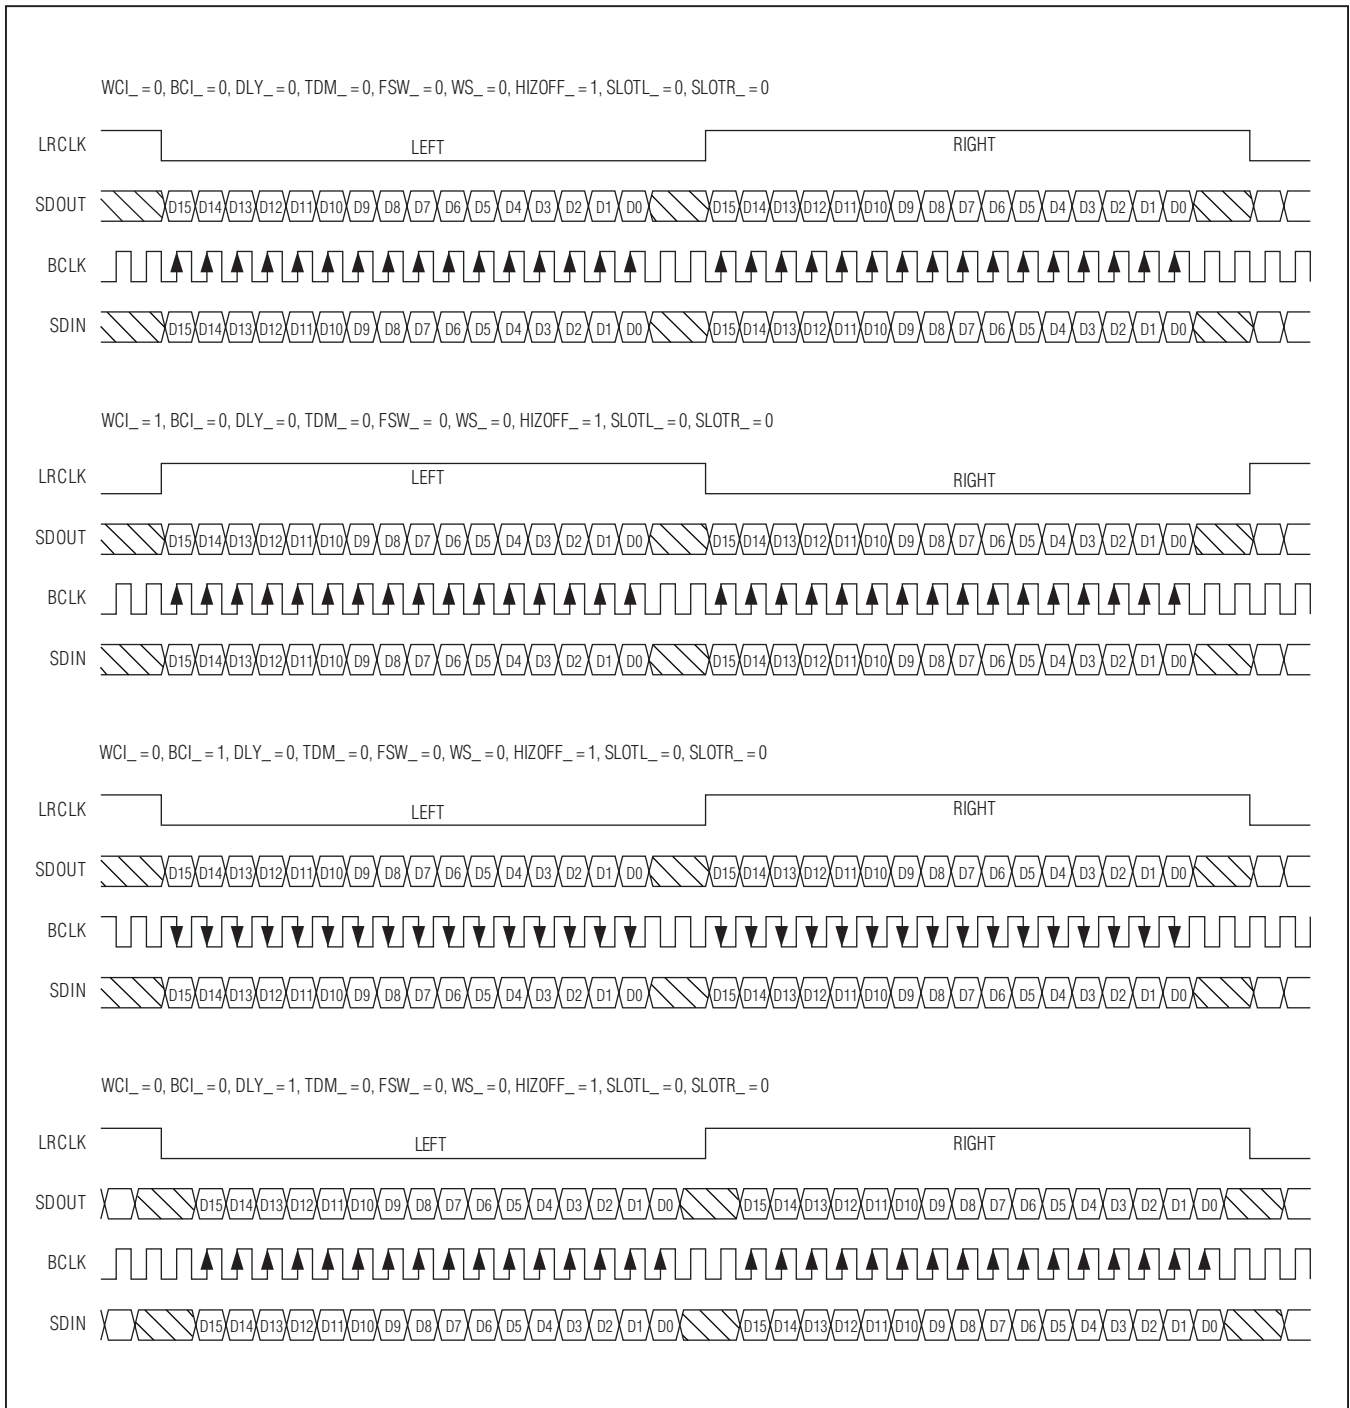 WCI_ = 0, BCI_ = 0, DLY_ = 0, TDM_ = 0, FSW_ = 0, WS_ = 0, HIZOFF_ = 1, SLOTL_ = 0, SLOTR_ = 0
LRCLK LEFT RIGHT
SDOUT D15 D14 D13 D12 D11 D10 D9 D8 D7 D6 D5 D4 D3 D2 D1 D0 D15 D14 D13 D12 D11 D10 D9 D8 D7 D6 D5 D4 D3 D2 D1 D0
BCLK
SDIN D15 D14 D13 D12 D11 D10 D9 D8 D7 D6 D5 D4 D3 D2 D1 D0 D15 D14 D13 D12 D11 D10 D9 D8 D7 D6 D5 D4 D3 D2 D1 D0
WCI_ = 1, BCI_ = 0, DLY_ = 0, TDM_ = 0, FSW_ = 0, WS_ = 0, HIZOFF_ = 1, SLOTL_ = 0, SLOTR_ = 0
LRCLK LEFT RIGHT
SDOUT D15 D14 D13 D12 D11 D10 D9 D8 D7 D6 D5 D4 D3 D2 D1 D0 D15 D14 D13 D12 D11 D10 D9 D8 D7 D6 D5 D4 D3 D2 D1 D0
BCLK
SDIN D15 D14 D13 D12 D11 D10 D9 D8 D7 D6 D5 D4 D3 D2 D1 D0 D15 D14 D13 D12 D11 D10 D9 D8 D7 D6 D5 D4 D3 D2 D1 D0
WCI_ = 0, BCI_ = 1, DLY_ = 0, TDM_ = 0, FSW_ = 0, WS_ = 0, HIZOFF_ = 1, SLOTL_ = 0, SLOTR_ = 0
LRCLK LEFT RIGHT
SDOUT D15 D14 D13 D12 D11 D10 D9 D8 D7 D6 D5 D4 D3 D2 D1 D0 D15 D14 D13 D12 D11 D10 D9 D8 D7 D6 D5 D4 D3 D2 D1 D0
BCLK
SDIN D15 D14 D13 D12 D11 D10 D9 D8 D7 D6 D5 D4 D3 D2 D1 D0 D15 D14 D13 D12 D11 D10 D9 D8 D7 D6 D5 D4 D3 D2 D1 D0
WCI_ = 0, BCI_ = 0, DLY_ = 1, TDM_ = 0, FSW_ = 0, WS_ = 0, HIZOFF_ = 1, SLOTL_ = 0, SLOTR_ = 0
LRCLK LEFT RIGHT
SDOUT D15 D14 D13 D12 D11 D10 D9 D8 D7 D6 D5 D4 D3 D2 D1 D0 D15 D14 D13 D12 D11 D10 D9 D8 D7 D6 D5 D4 D3 D2 D1 D0
BCLK
SDIN D15 D14 D13 D12 D11 D10 D9 D8 D7 D6 D5 D4 D3 D2 D1 D0 D15 D14 D13 D12 D11 D10 D9 D8 D7 D6 D5 D4 D3 D2 D1 D0